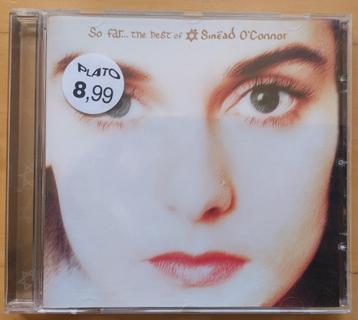 So far... the best of ✡ Sinéad O'Connor
PLATO
8,99